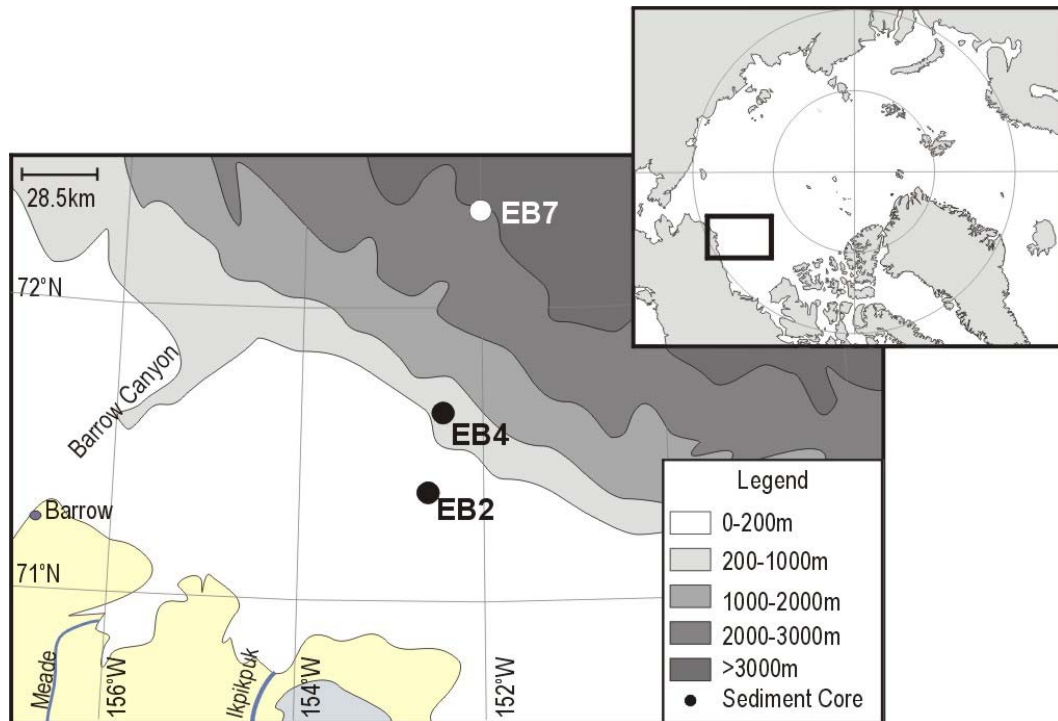 28.5km
EB7
72°N
Barrow Canyon
EB4
EB2
Barrow
71°N
Meade
156°W
Ikpikpuk
154°W
152°W
Legend
0-200m
200-1000m
1000-2000m
2000-3000m
>3000m
Sediment Core